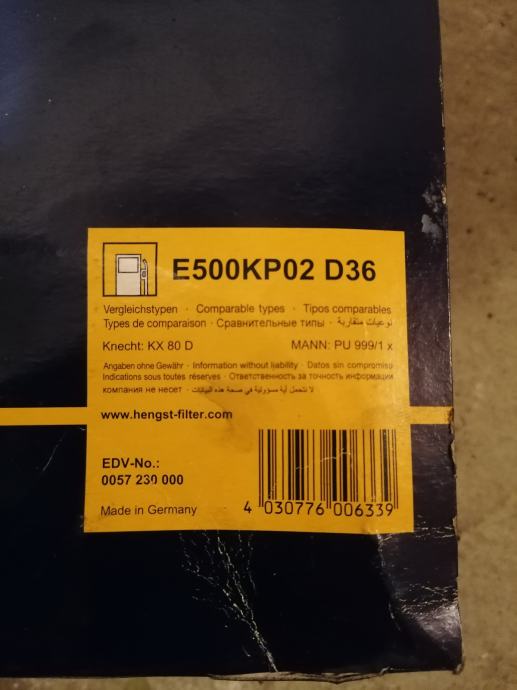 E500KP02 D36
Vergleichstypen · Comparable types · Tipos comparables
Types de comparaison · Сравнительные типы · نوعيات متقاربة
Knecht: KX 80 D MANN: PU 999/1 x
Angaben ohne Gewähr · Information without liability · Datos sin compromiso
Indications sous toutes réserves · Ответственность за точность информации
компания не несет · لا نتحمل أية مسؤولية في صحة هذه البيانات
www.hengst-filter.com
EDV-No.:
0057 230 000
Made in Germany
4 030776 006339